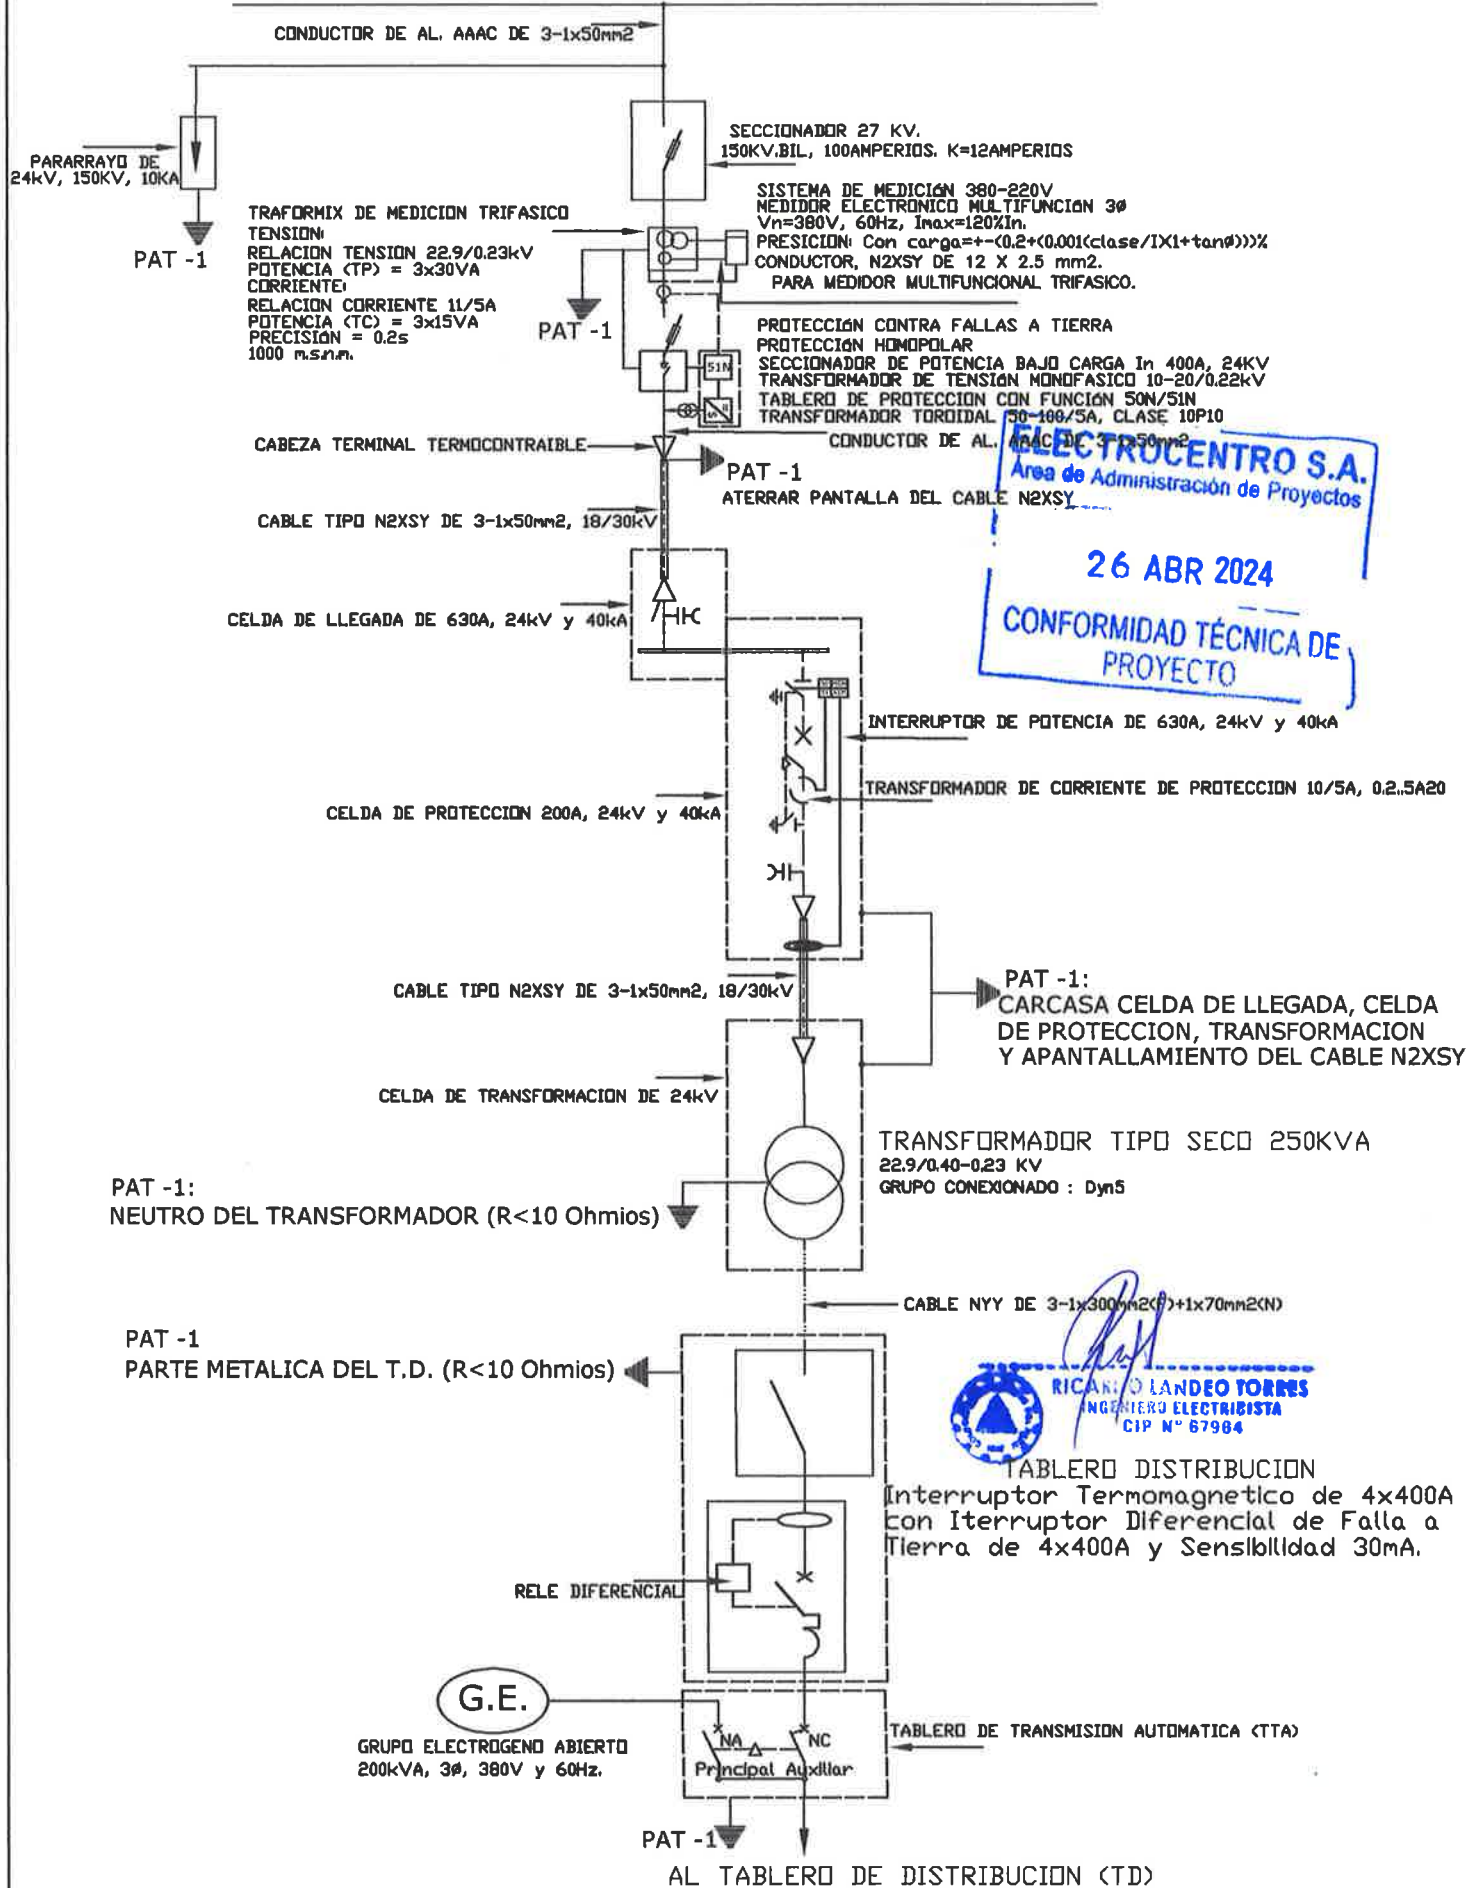 CONDUCTOR DE AL. AAAC DE 3-1x50mm2
PARARRAYO DE
24kV, 150KV, 10KA
PAT -1
SECCIONADOR 27 KV.
150KV.BIL, 100AMPERIOS. K=12AMPERIOS
TRAFORMIX DE MEDICION TRIFASICO
TENSION:
RELACION TENSION 22.9/0.23kV
POTENCIA (TP) = 3x30VA
CORRIENTE:
RELACION CORRIENTE 11/5A
POTENCIA (TC) = 3x15VA
PRECISIÓN = 0.2s
1000 m.s.n.m.
SISTEMA DE MEDICIÓN 380-220V
MEDIDOR ELECTRONICO MULTIFUNCIÓN 3Ø
Vn=380V, 60Hz, Imax=120%In.
PRESICIÓN: Con carga=+-(0.2+(0.001(clase/IX1+tanØ)))%
CONDUCTOR, N2XSY DE 12 X 2.5 mm2.
PARA MEDIDOR MULTIFUNCIONAL TRIFASICO.
PAT -1
PROTECCIÓN CONTRA FALLAS A TIERRA
PROTECCIÓN HOMOPOLAR
SECCIONADOR DE POTENCIA BAJO CARGA In 400A, 24KV
TRANSFORMADOR DE TENSIÓN MONOFASICO 10-20/0.22kV
TABLERO DE PROTECCION CON FUNCIÓN 50N/51N
TRANSFORMADOR TOROIDAL 50-100/5A, CLASE 10P10
51N
CONDUCTOR DE AL. AAAC DE 3-1x50mm2
CABEZA TERMINAL TERMOCONTRAIBLE
PAT -1
ATERRAR PANTALLA DEL CABLE N2XSY
ELECTROCENTRO S.A.
Área de Administración de Proyectos
26 ABR 2024
CONFORMIDAD TÉCNICA DE
PROYECTO
CABLE TIPO N2XSY DE 3-1x50mm2, 18/30kV
CELDA DE LLEGADA DE 630A, 24kV y 40kA
INTERRUPTOR DE POTENCIA DE 630A, 24kV y 40kA
TRANSFORMADOR DE CORRIENTE DE PROTECCION 10/5A, 0.2..5A20
CELDA DE PROTECCION 200A, 24kV y 40kA
CABLE TIPO N2XSY DE 3-1x50mm2, 18/30kV
PAT -1:
CARCASA CELDA DE LLEGADA, CELDA
DE PROTECCION, TRANSFORMACION
Y APANTALLAMIENTO DEL CABLE N2XSY
CELDA DE TRANSFORMACION DE 24kV
TRANSFORMADOR TIPO SECO 250KVA
22.9/0.40-0.23 KV
GRUPO CONEXIONADO : Dyn5
PAT -1:
NEUTRO DEL TRANSFORMADOR (R<10 Ohmios)
CABLE NYY DE 3-1x300mm2(F)+1x70mm2(N)
PAT -1
PARTE METALICA DEL T.D. (R<10 Ohmios)
RICARDO LANDEO TORRES
INGENIERO ELECTRICISTA
CIP N° 67984
TABLERO DISTRIBUCION
Interruptor Termomagnetico de 4x400A
con Iterruptor Diferencial de Falla a
Tierra de 4x400A y Sensibilidad 30mA.
RELE DIFERENCIAL
G.E.
GRUPO ELECTROGENO ABIERTO
200kVA, 3Ø, 380V y 60Hz.
NA
NC
Principal Auxiliar
TABLERO DE TRANSMISION AUTOMATICA (TTA)
PAT -1
AL TABLERO DE DISTRIBUCION (TD)